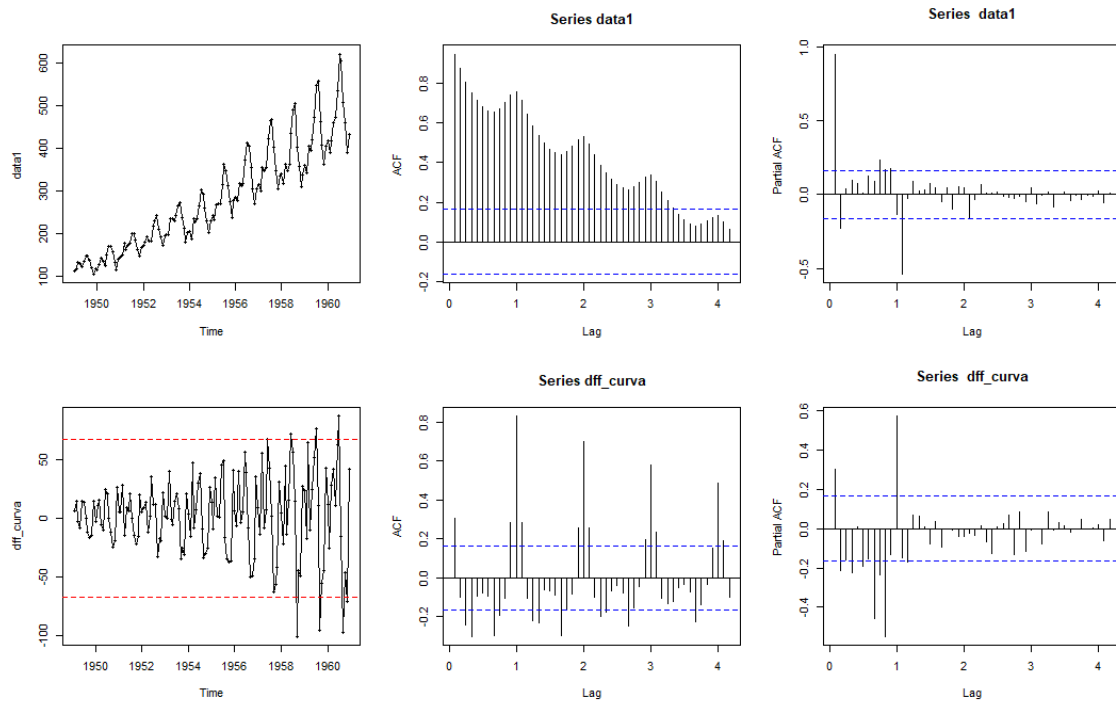 Series data1
data1
100 200 300 400 500 600
1950 1952 1954 1956 1958 1960
Time
ACF
-0.2 0.0 0.2 0.4 0.6 0.8
0 1 2 3 4
Lag
Series data1
Partial ACF
-0.5 0.0 0.5 1.0
0 1 2 3 4
Lag
dff_curva
-100 -50 0 50
1950 1952 1954 1956 1958 1960
Time
Series dff_curva
ACF
-0.2 0.0 0.2 0.4 0.6 0.8
0 1 2 3 4
Lag
Series dff_curva
Partial ACF
-0.4 -0.2 0.0 0.2 0.4 0.6
0 1 2 3 4
Lag